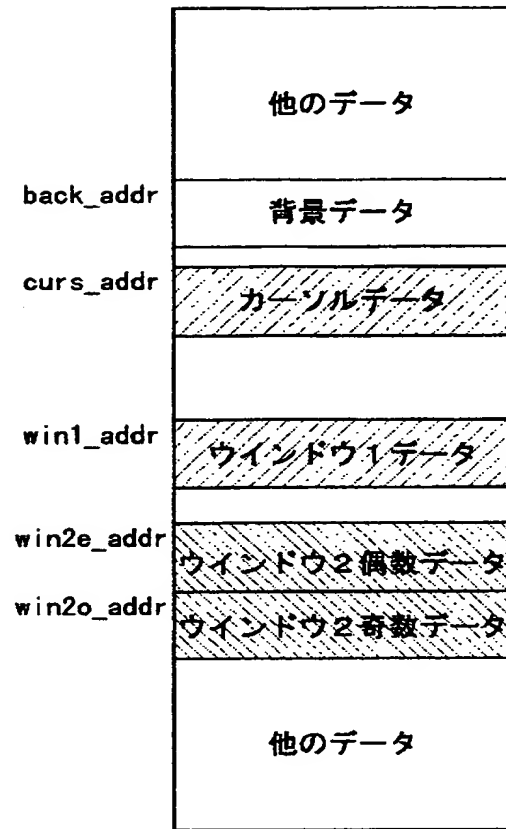 他のデータ
back_addr
背景データ
curs_addr
カーソルデータ
win1_addr
ウインドウ1データ
win2e_addr
ウインドウ2偶数データ
win2o_addr
ウインドウ2奇数データ
他のデータ